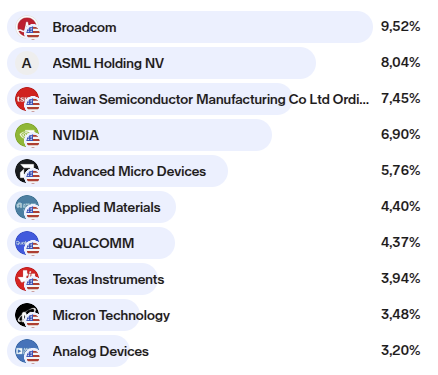 Broadcom 9,52%
A ASML Holding NV 8,04%
Taiwan Semiconductor Manufacturing Co Ltd Ordi... 7,45%
NVIDIA 6,90%
Advanced Micro Devices 5,76%
Applied Materials 4,40%
QUALCOMM 4,37%
Texas Instruments 3,94%
Micron Technology 3,48%
Analog Devices 3,20%